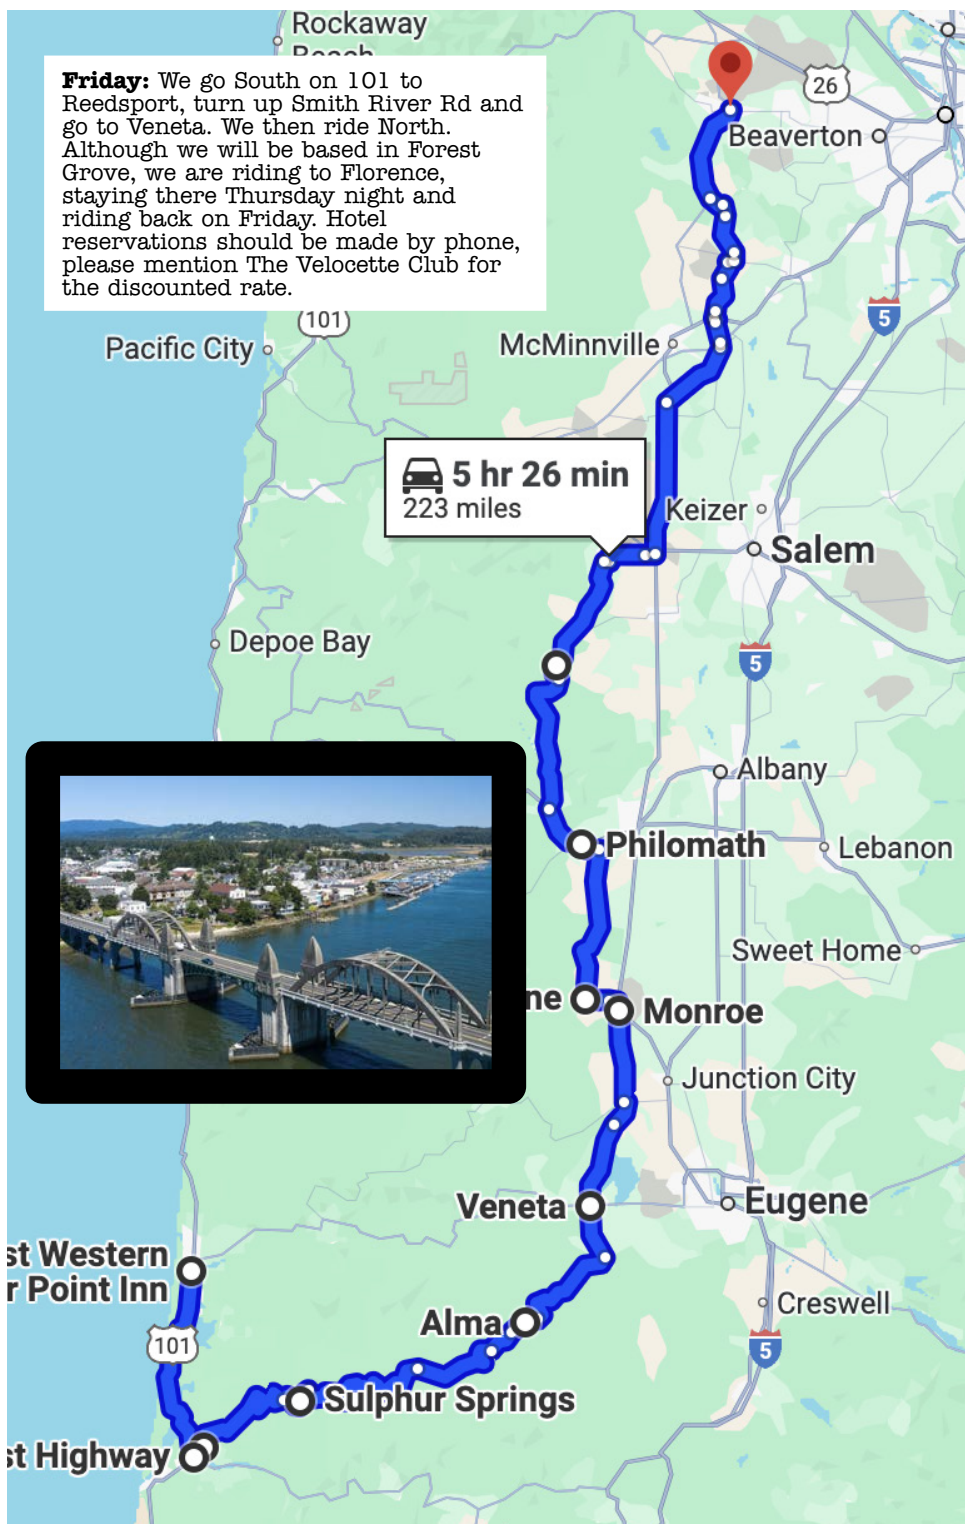 Rockaway
Beach
Friday: We go South on 101 to
Reedsport, turn up Smith River Rd and
go to Veneta. We then ride North.
Although we will be based in Forest
Grove, we are riding to Florence,
staying there Thursday night and
riding back on Friday. Hotel
reservations should be made by phone,
please mention The Velocette Club for
the discounted rate.
26
Beaverton
101
5
Pacific City
McMinnville
5 hr 26 min
223 miles
Keizer
Salem
Depoe Bay
5
Albany
Philomath
Lebanon
Sweet Home
ne
Monroe
Junction City
Veneta
Eugene
st Western
r Point Inn
Creswell
Alma
101
5
Sulphur Springs
st Highway